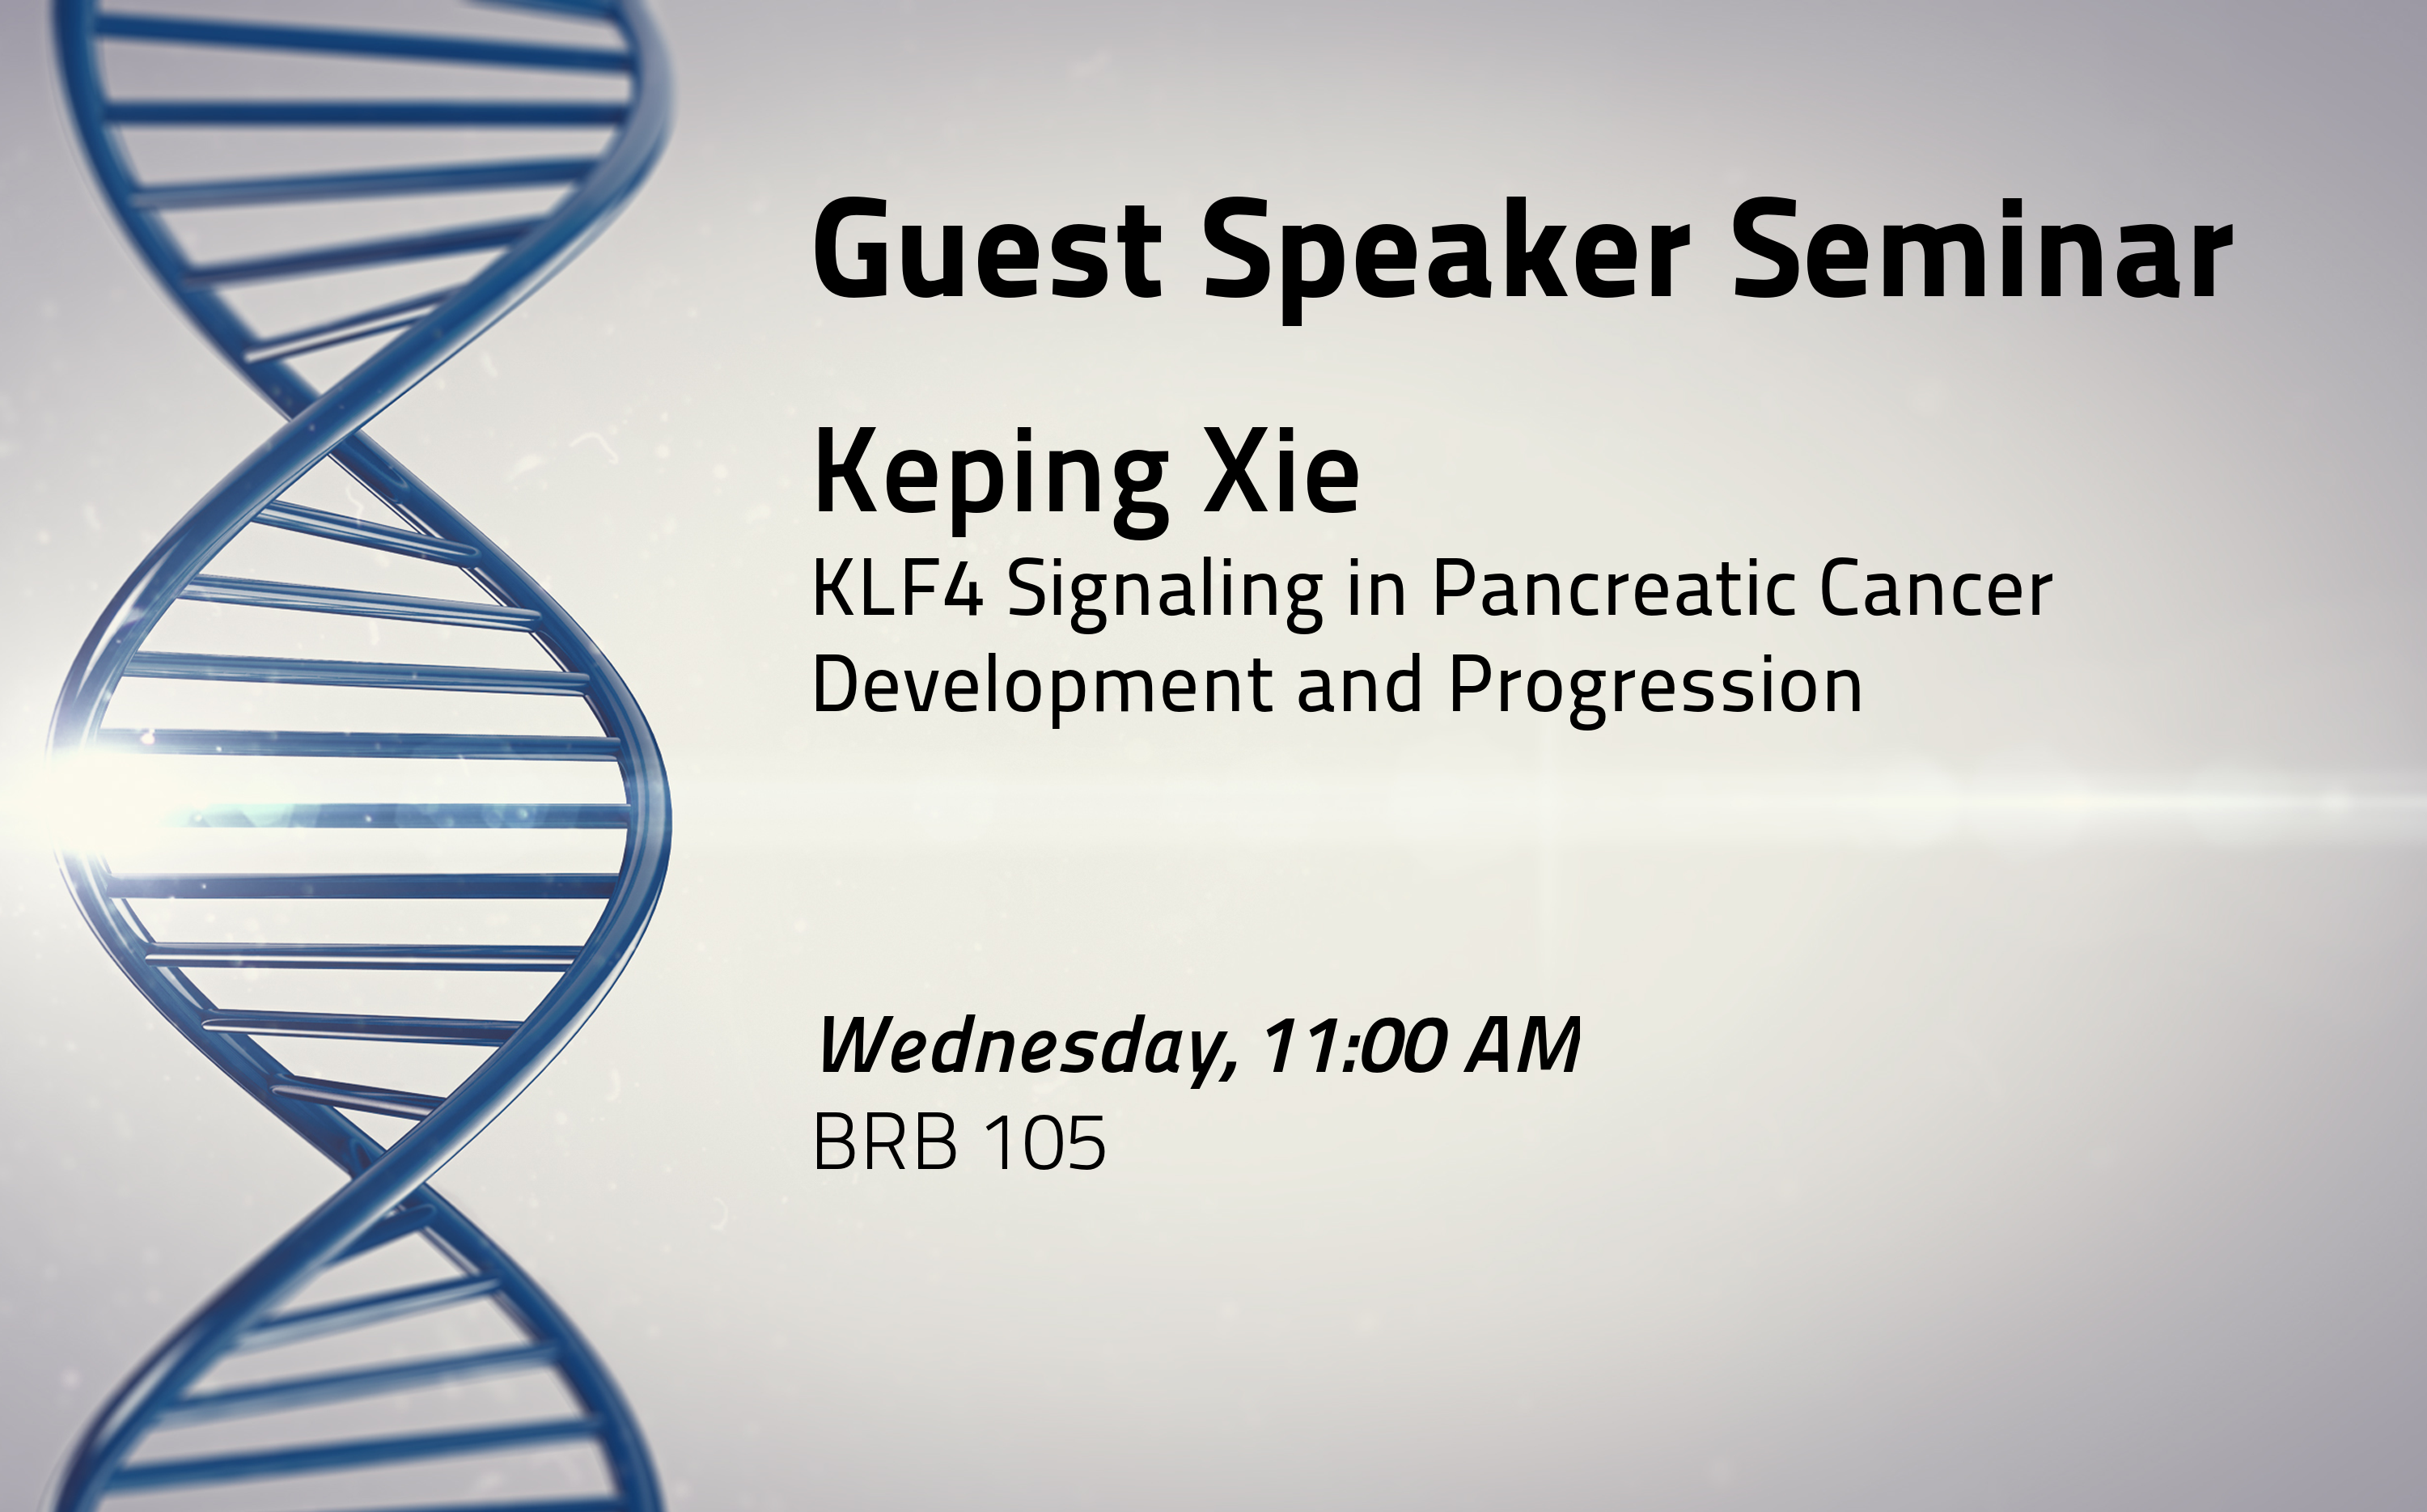 Guest Speaker Seminar
Keping Xie
KLF4 Signaling in Pancreatic Cancer
Development and Progression
Wednesday, 11:00 AM
BRB 105